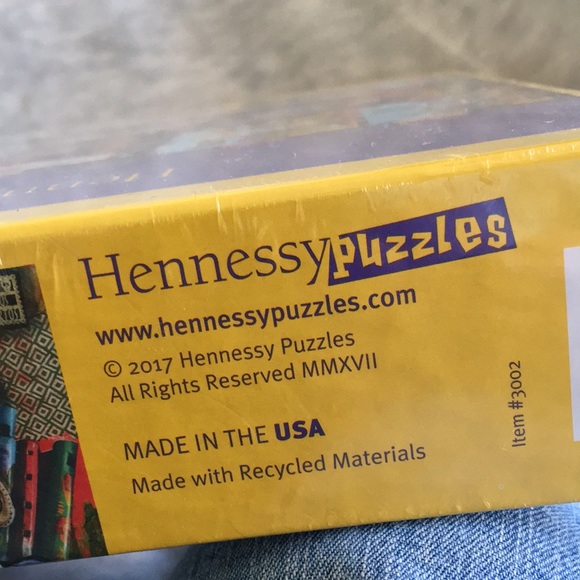 Hennessy puzzles
www.hennessypuzzles.com
© 2017 Hennessy Puzzles
All Rights Reserved MMXVII
MADE IN THE USA
Made with Recycled Materials
Item #3002